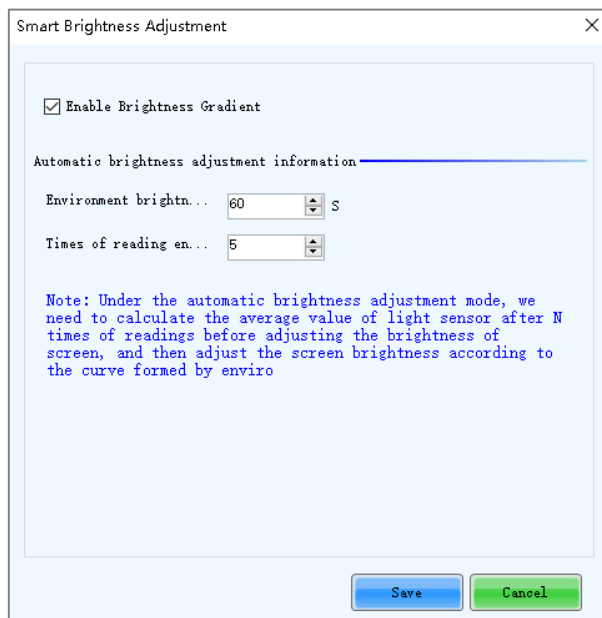 Smart Brightness Adjustment
Enable Brightness Gradient
Automatic brightness adjustment information
Environment brightn... 60 S
Times of reading en... 5
Note: Under the automatic brightness adjustment mode, we
need to calculate the average value of light sensor after N
times of readings before adjusting the brightness of
screen, and then adjust the screen brightness according to
the curve formed by enviro
Save Cancel